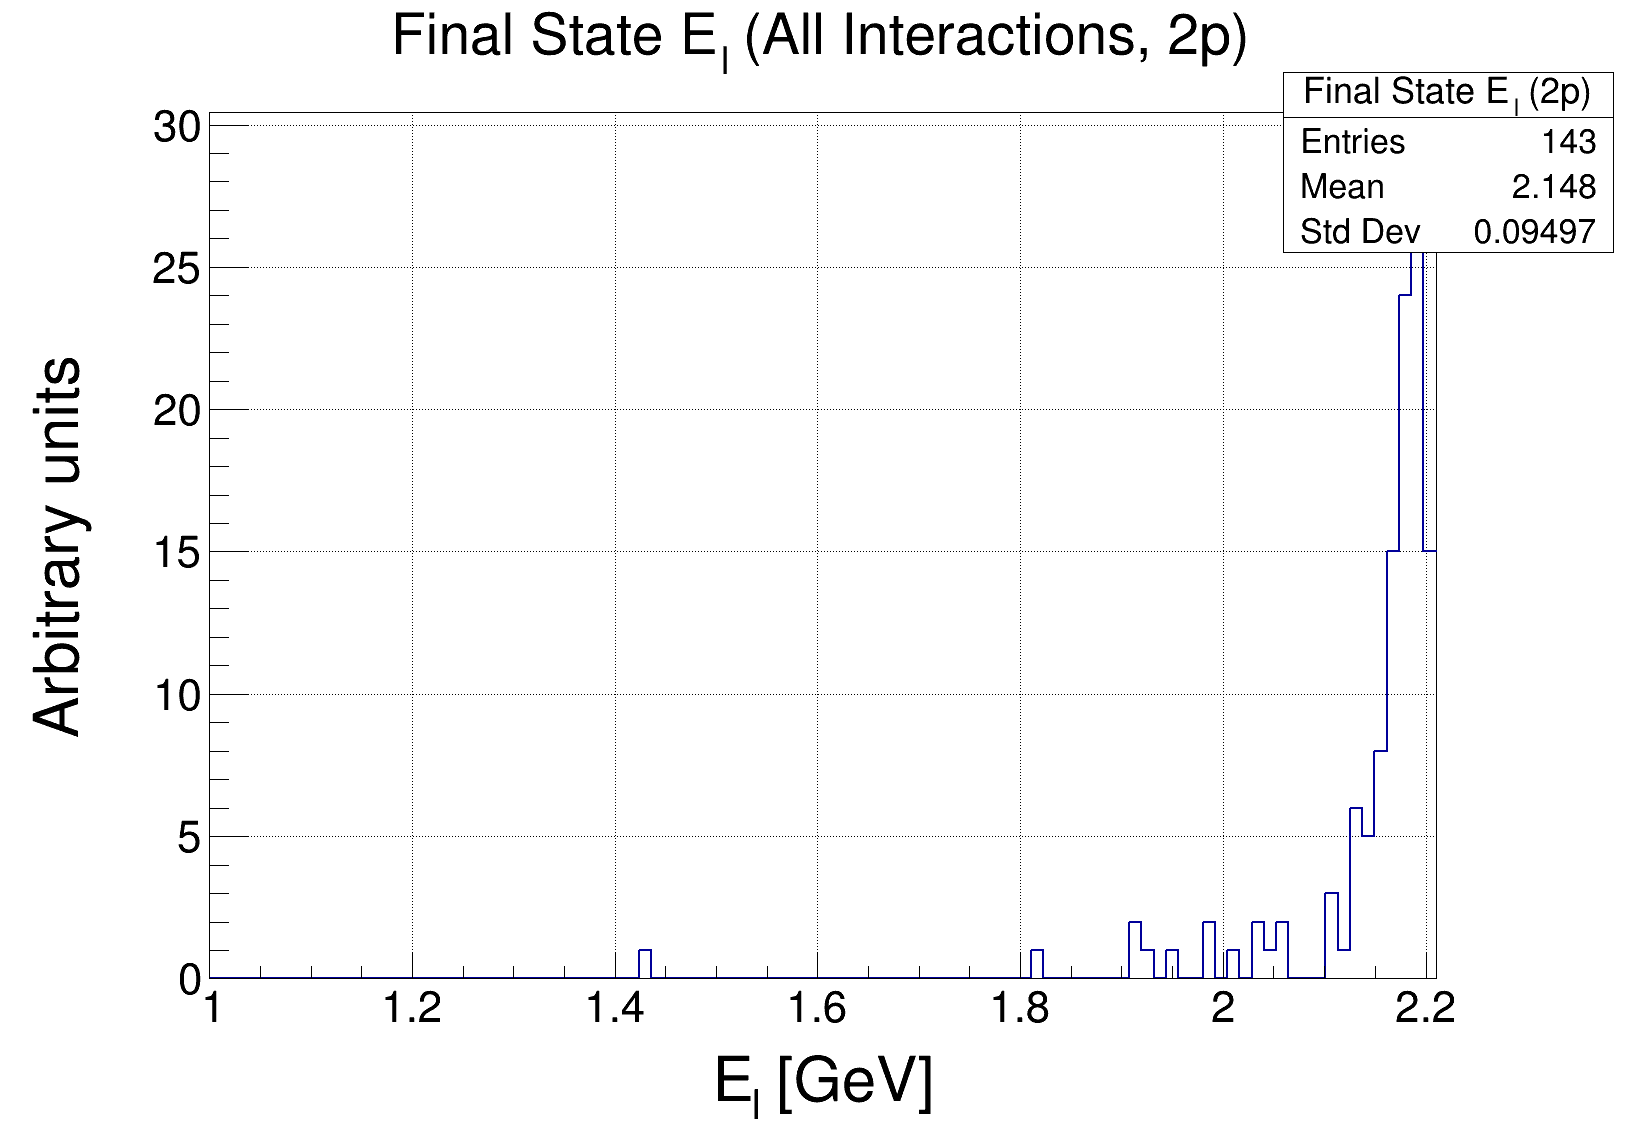 Final State E_l (All Interactions, 2p)
Final State E_l (2p)
Entries 143
Mean 2.148
Std Dev 0.09497
30
25
20
15
10
5
0
Arbitrary units
1 1.2 1.4 1.6 1.8 2 2.2
E_l [GeV]